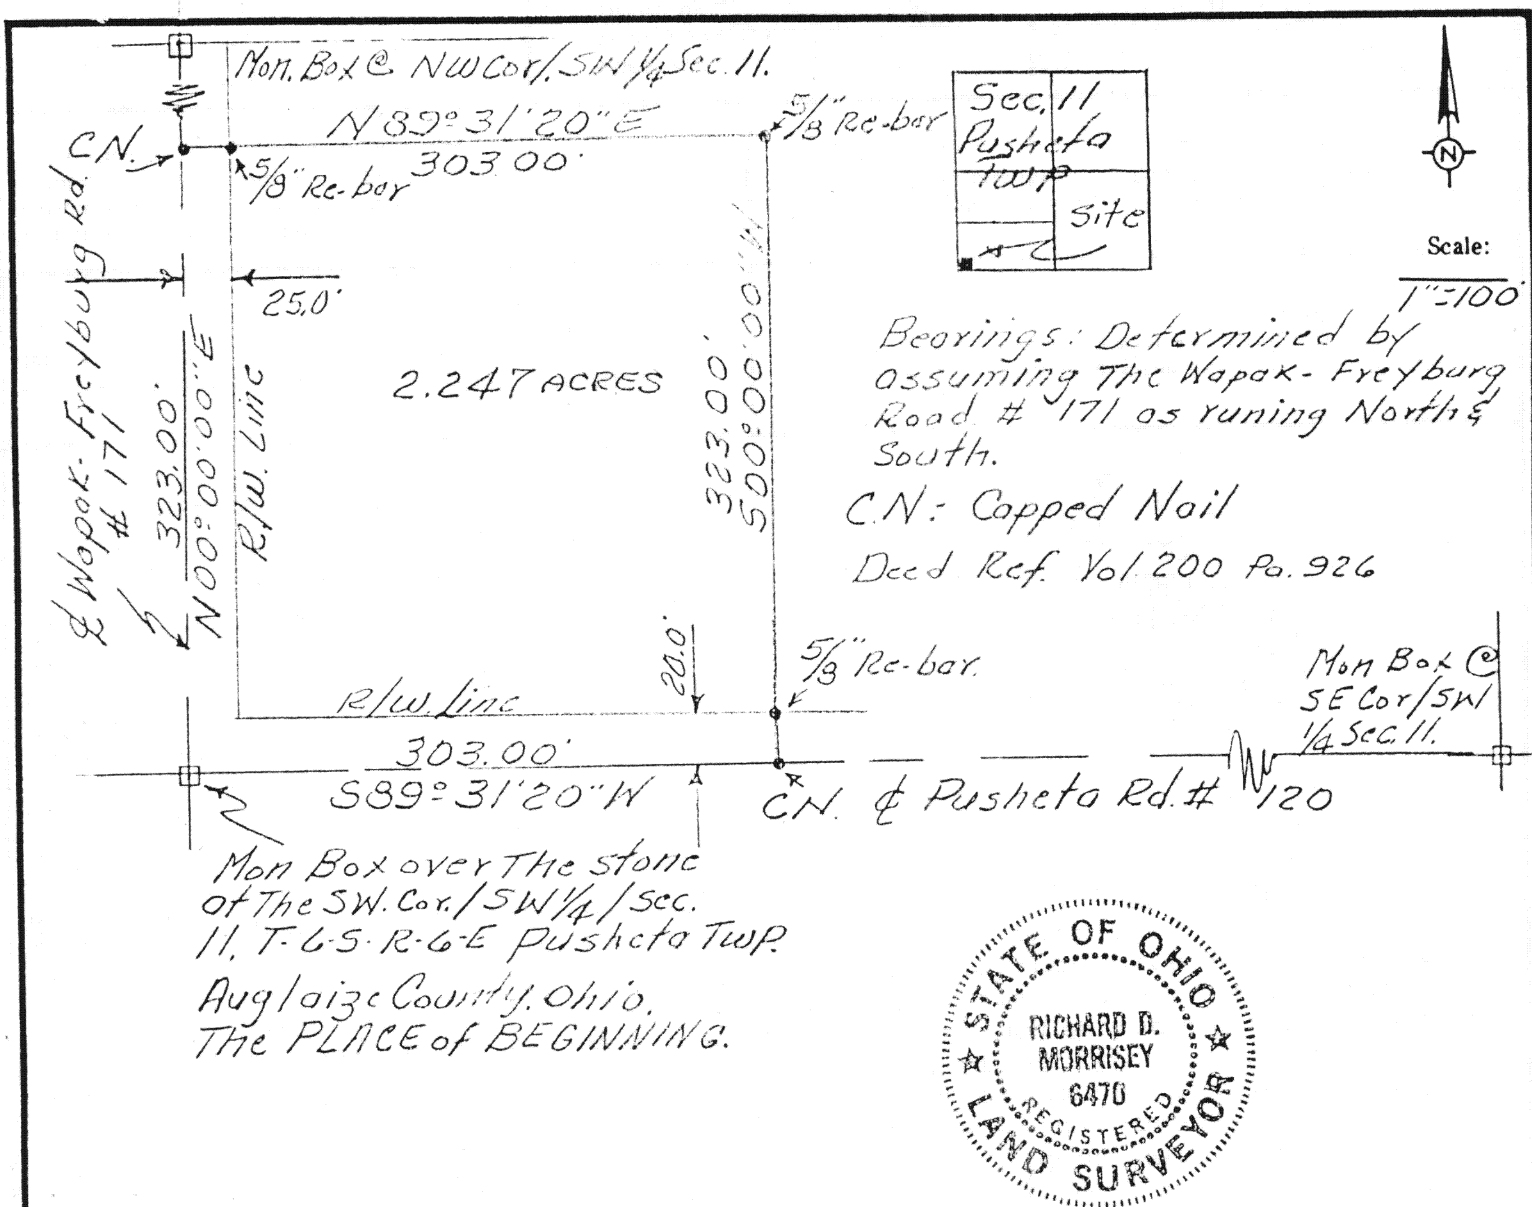 Mon. Box @ NW Cor/. SW 1/4 Sec. 11.
N 89° 31' 20" E
303.00'
C.N.
5/8" Re-bar
5/8" Re-bar
Sec. 11
Pusheta
Twp
Site
N
Scale:
1"=100'
℄ Wapak-Freyburg Rd.
# 171
323.00'
N00°00'00"E
R/W. Line
25.0'
2.247 ACRES
323.00'
S00°00'00"W
Bearings: Determined by
assuming The Wapak-Freyburg
Road # 171 as runing North &
South.
C.N: Capped Nail
Deed Ref. Vol. 200 Pa. 926
20.0'
5/8" Re-bar.
Mon Box @
SE Cor/SW
1/4 Sec. 11.
R/W. Line
303.00'
S89°31'20"W
C.N.
℄ Pusheta Rd. # 120
Mon Box over The stone
at The SW. Cor./SW 1/4/Sec.
11, T-6-S-R-6-E Pusheta Twp.
Auglaize County, Ohio.
The PLACE of BEGINNING.
STATE OF OHIO
RICHARD D.
MORRISEY
6470
REGISTERED
LAND SURVEYOR